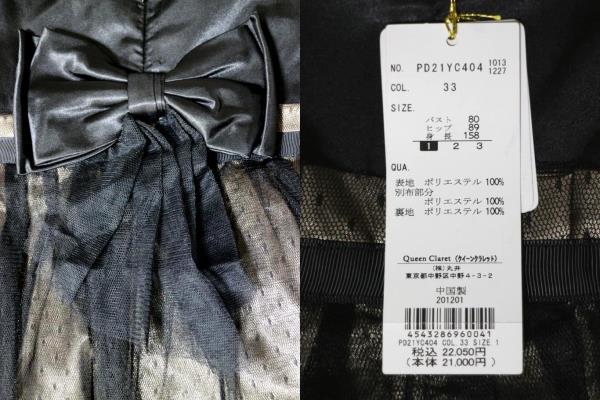 NO. PD21YC404 1013
1227
COL. 33
SIZE.
バスト 80
ヒップ 89
身長 158
1 2 3
QUA.
表地 ポリエステル 100%
別布部分
ポリエステル 100%
裏地 ポリエステル 100%
Queen Claret (クイーンクラレット)
(株)丸井
東京都中野区中野4-3-2
中国製
201201
4543286960041
PD21YC404 COL 33 SIZE 1
税込 22,050円
(本体 21,000円)